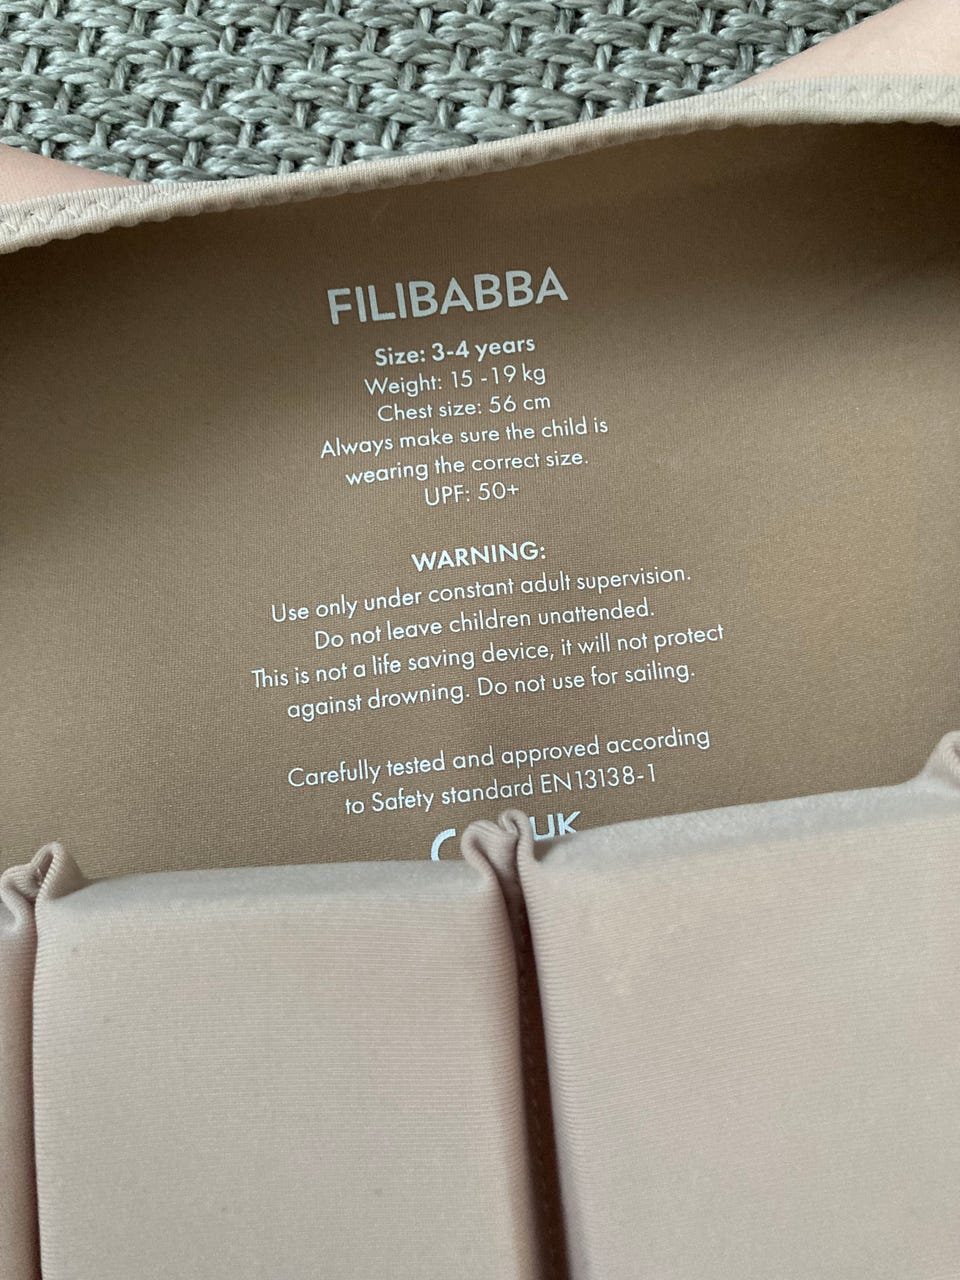 FILIBABBA
Size: 3-4 years
Weight: 15 -19 kg
Chest size: 56 cm
Always make sure the child is
wearing the correct size.
UPF: 50+
WARNING:
Use only under constant adult supervision.
Do not leave children unattended.
This is not a life saving device, it will not protect
against drowning. Do not use for sailing.
Carefully tested and approved according
to Safety standard EN13138-1
UK